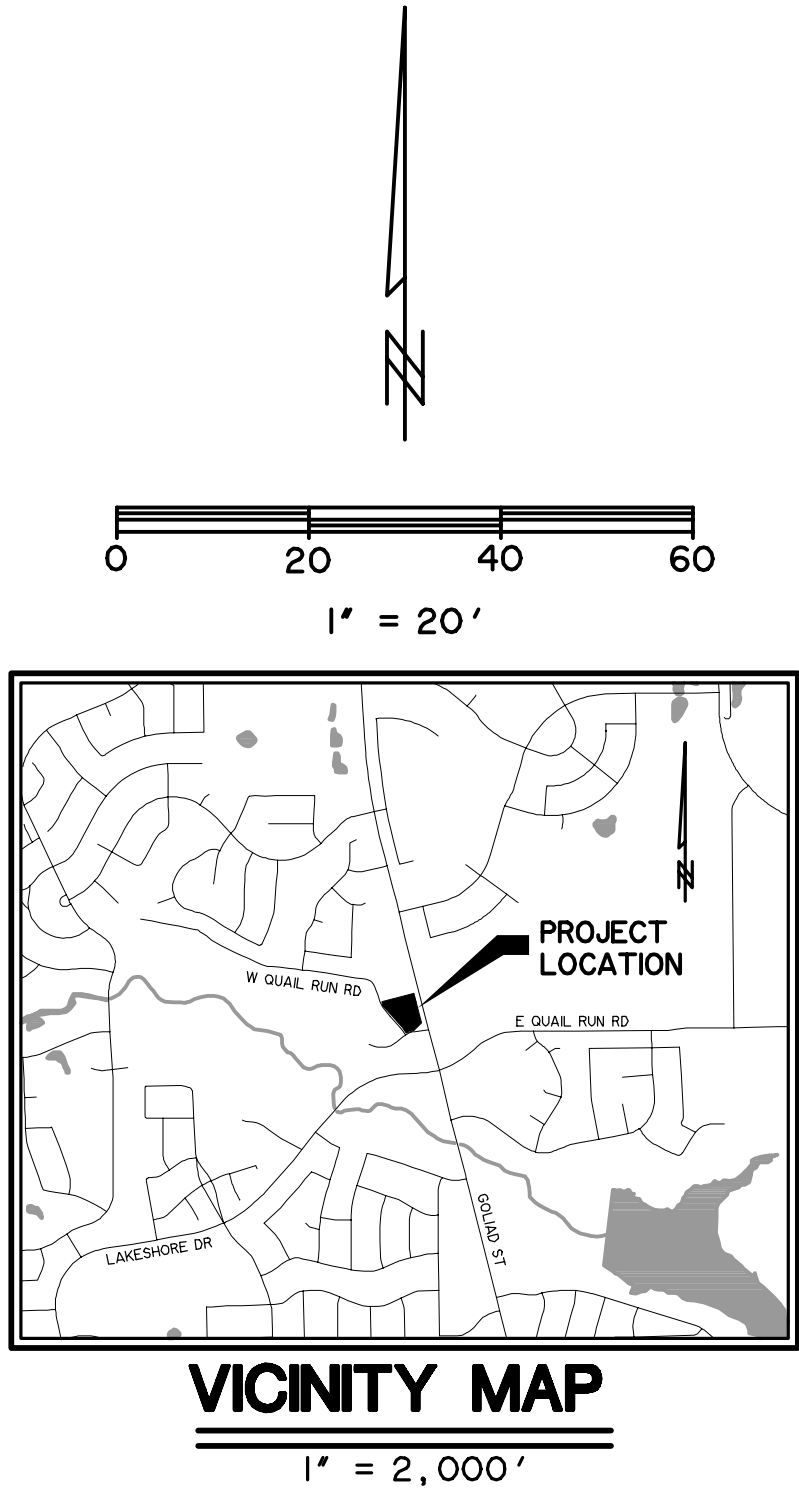 N
0 20 40 60
1" = 20'
N
PROJECT
LOCATION
W QUAIL RUN RD
E QUAIL RUN RD
GOLIAD ST
LAKESHORE DR
VICINITY MAP
1" = 2,000'